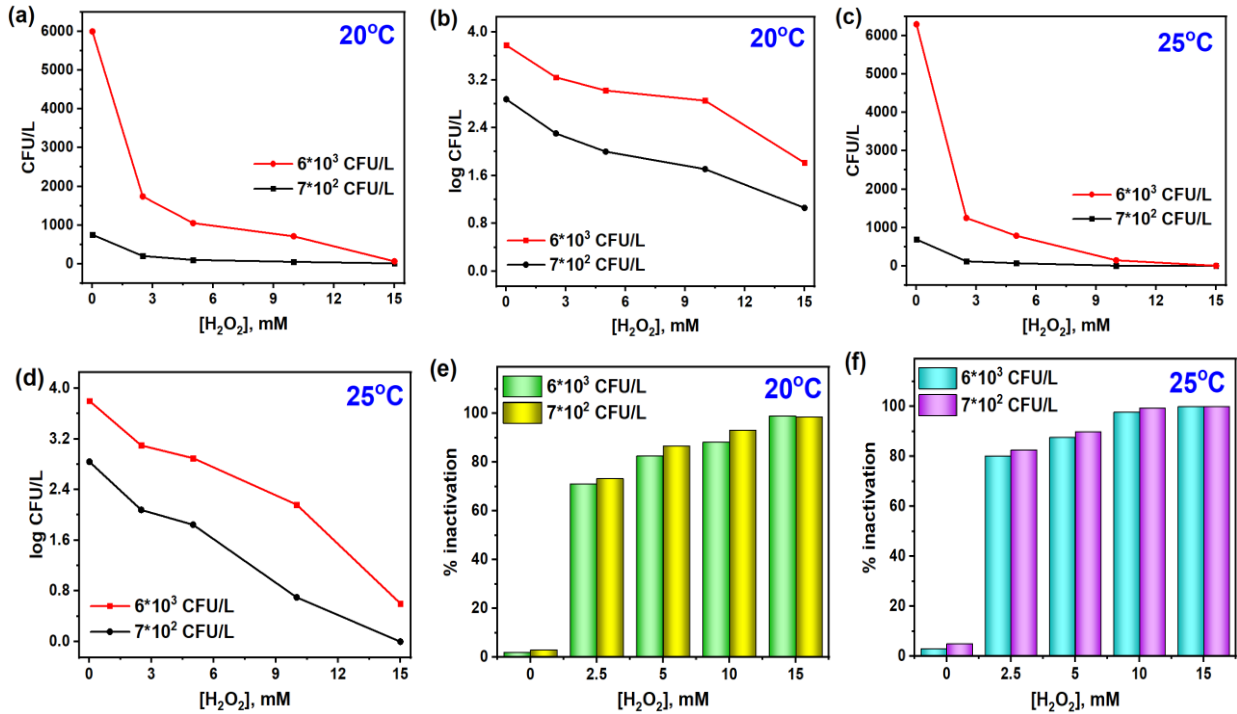 (a)
20°C
CFU/L
6000
5000
4000
3000
2000
1000
0
6*10³ CFU/L
7*10² CFU/L
0 3 6 9 12 15
[H₂O₂], mM
(b)
20°C
log CFU/L
4.0
3.2
2.4
1.6
0.8
0.0
6*10³ CFU/L
7*10² CFU/L
0 3 6 9 12 15
[H₂O₂], mM
(c)
25°C
CFU/L
6000
5000
4000
3000
2000
1000
0
6*10³ CFU/L
7*10² CFU/L
0 3 6 9 12 15
[H₂O₂], mM
(d)
25°C
log CFU/L
4.0
3.2
2.4
1.6
0.8
0.0
6*10³ CFU/L
7*10² CFU/L
0 3 6 9 12 15
[H₂O₂], mM
(e)
20°C
6*10³ CFU/L
7*10² CFU/L
% inactivation
100
80
60
40
20
0
0 2.5 5 10 15
[H₂O₂], mM
(f)
25°C
6*10³ CFU/L
7*10² CFU/L
% inactivation
100
80
60
40
20
0
0 2.5 5 10 15
[H₂O₂], mM